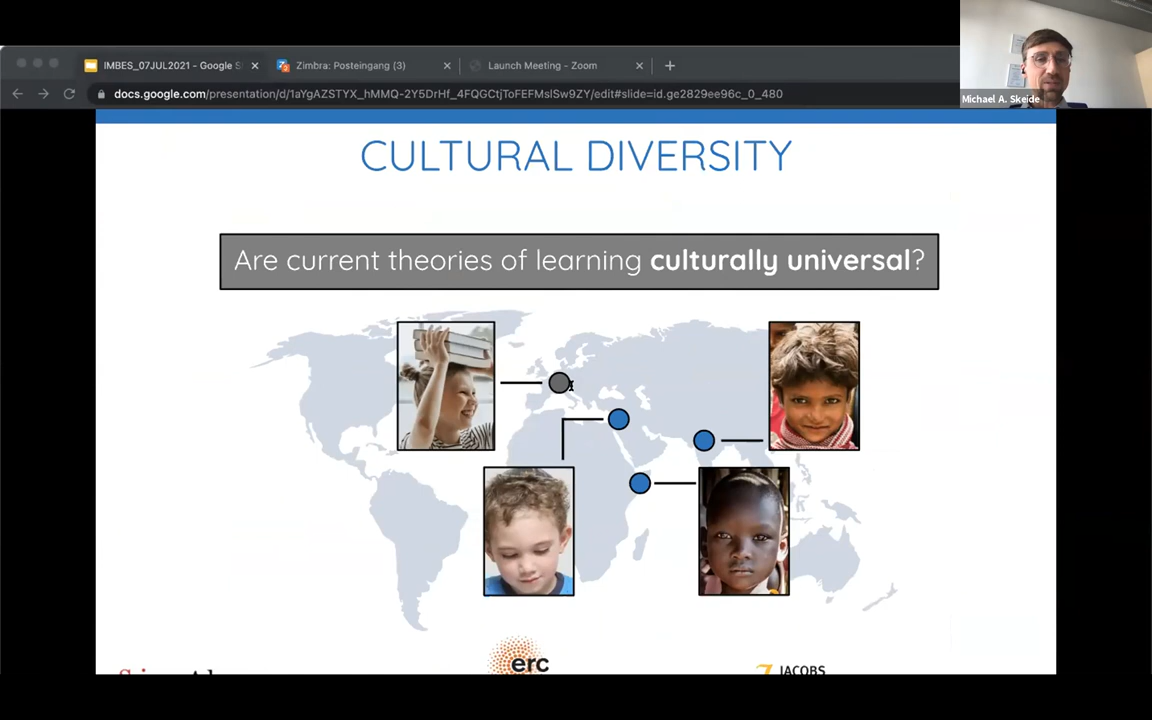 IMBES_07JUL2021 - Google S
Zimbra: Posteingang (3)
Launch Meeting - Zoom
docs.google.com/presentation/d/1aYgAZSTYX_hMMQ-2Y5DrHf_4FQGCtjToFEFMslSw9ZY/edit#slide=id.ge2829ee96c_0_480
Michael A. Skeide
CULTURAL DIVERSITY
Are current theories of learning culturally universal?
erc
JACOBS